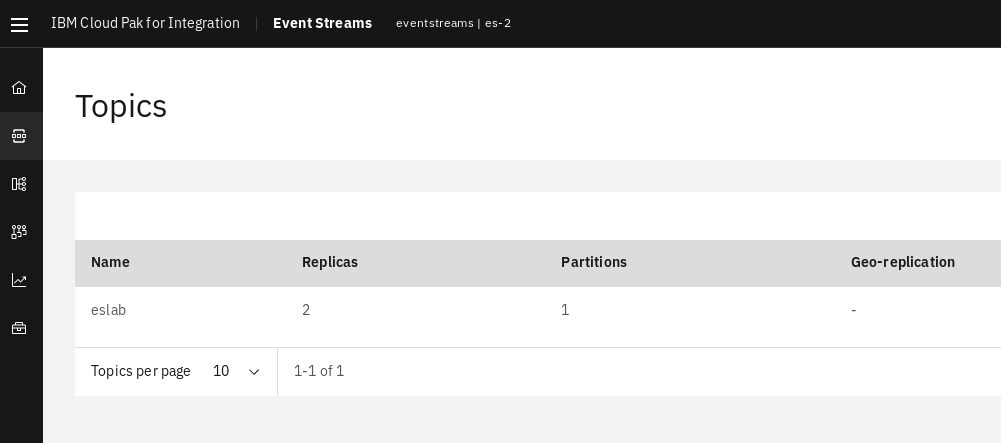 IBM Cloud Pak for Integration Event Streams eventstreams | es-2
Topics
Name Replicas Partitions Geo-replication
eslab 2 1 -
Topics per page 10 1-1 of 1